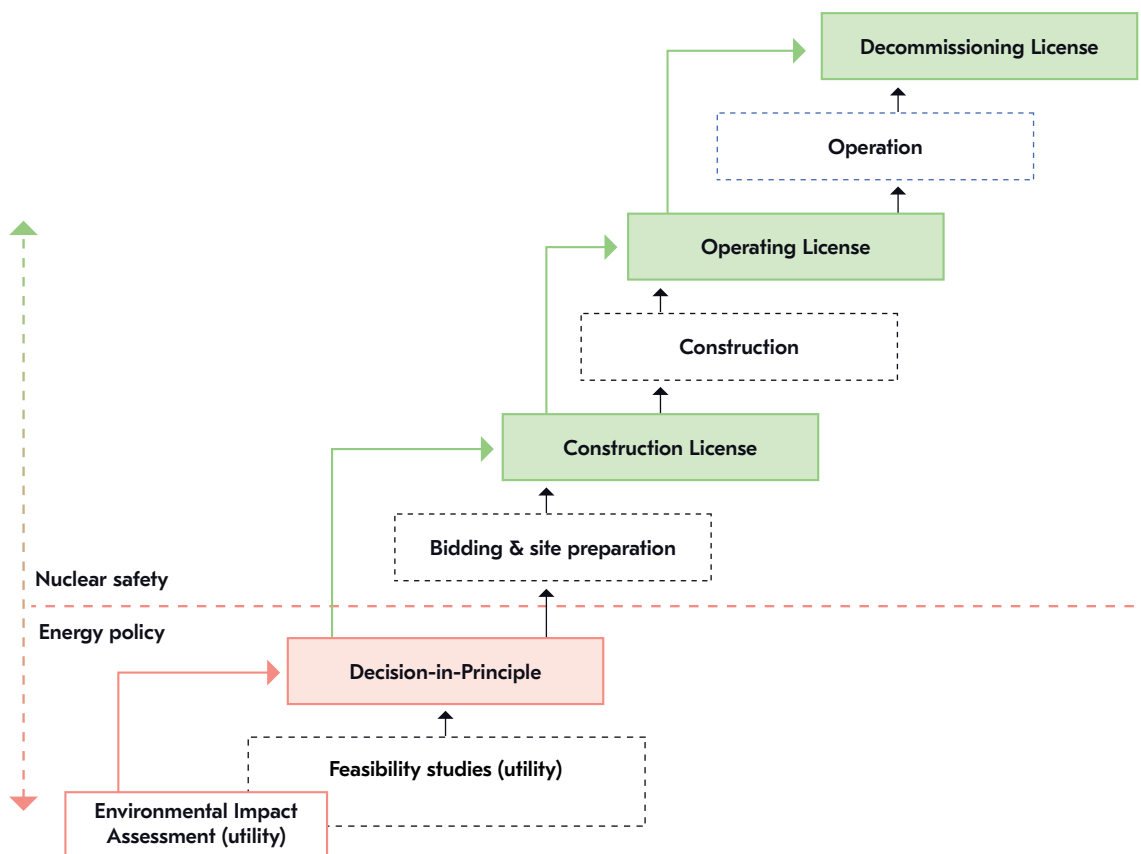 Decommissioning License
Operation
Operating License
Construction
Construction License
Bidding & site preparation
Nuclear safety
Energy policy
Decision-in-Principle
Feasibility studies (utility)
Environmental Impact
Assessment (utility)